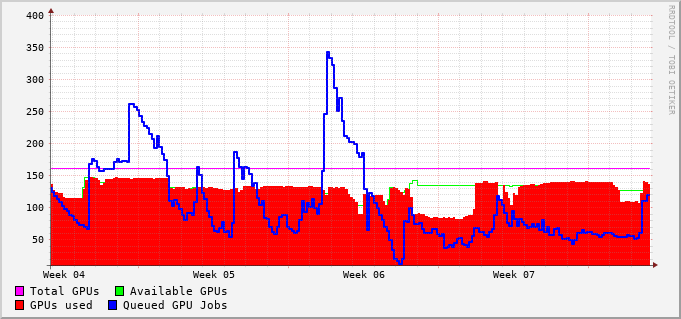 400
350
300
250
200
150
100
50
Week 04 Week 05 Week 06 Week 07
Total GPUs Available GPUs
GPUs used Queued GPU Jobs
RRDTOOL / TOBI OETIKER